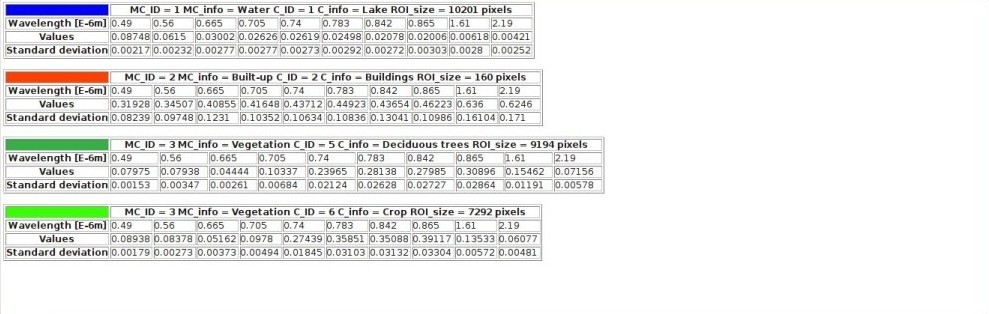 MC_ID = 1 MC_info = Water C_ID = 1 C_info = Lake ROI_size = 10201 pixels
Wavelength [E-6m] 0.49 0.56 0.665 0.705 0.74 0.783 0.842 0.865 1.61 2.19
Values 0.08748 0.0615 0.03002 0.02626 0.02619 0.02498 0.02078 0.02006 0.00618 0.00421
Standard deviation 0.00217 0.00232 0.00277 0.00277 0.00273 0.00292 0.00272 0.00303 0.0028 0.00252
MC_ID = 2 MC_info = Built-up C_ID = 2 C_info = Buildings ROI_size = 160 pixels
Wavelength [E-6m] 0.49 0.56 0.665 0.705 0.74 0.783 0.842 0.865 1.61 2.19
Values 0.31928 0.34507 0.40855 0.41648 0.43712 0.44923 0.43654 0.46223 0.636 0.6246
Standard deviation 0.08239 0.09748 0.1231 0.10352 0.10634 0.10836 0.13041 0.10986 0.16104 0.171
MC_ID = 3 MC_info = Vegetation C_ID = 5 C_info = Deciduous trees ROI_size = 9194 pixels
Wavelength [E-6m] 0.49 0.56 0.665 0.705 0.74 0.783 0.842 0.865 1.61 2.19
Values 0.07975 0.07938 0.04444 0.10337 0.23965 0.28138 0.27985 0.30896 0.15462 0.07156
Standard deviation 0.00153 0.00347 0.00261 0.00684 0.02124 0.02628 0.02727 0.02864 0.01191 0.00578
MC_ID = 3 MC_info = Vegetation C_ID = 6 C_info = Crop ROI_size = 7292 pixels
Wavelength [E-6m] 0.49 0.56 0.665 0.705 0.74 0.783 0.842 0.865 1.61 2.19
Values 0.08938 0.08378 0.05162 0.0978 0.27439 0.35851 0.35088 0.39117 0.13533 0.06077
Standard deviation 0.00179 0.00273 0.00373 0.00494 0.01845 0.03103 0.03132 0.03304 0.00572 0.00481